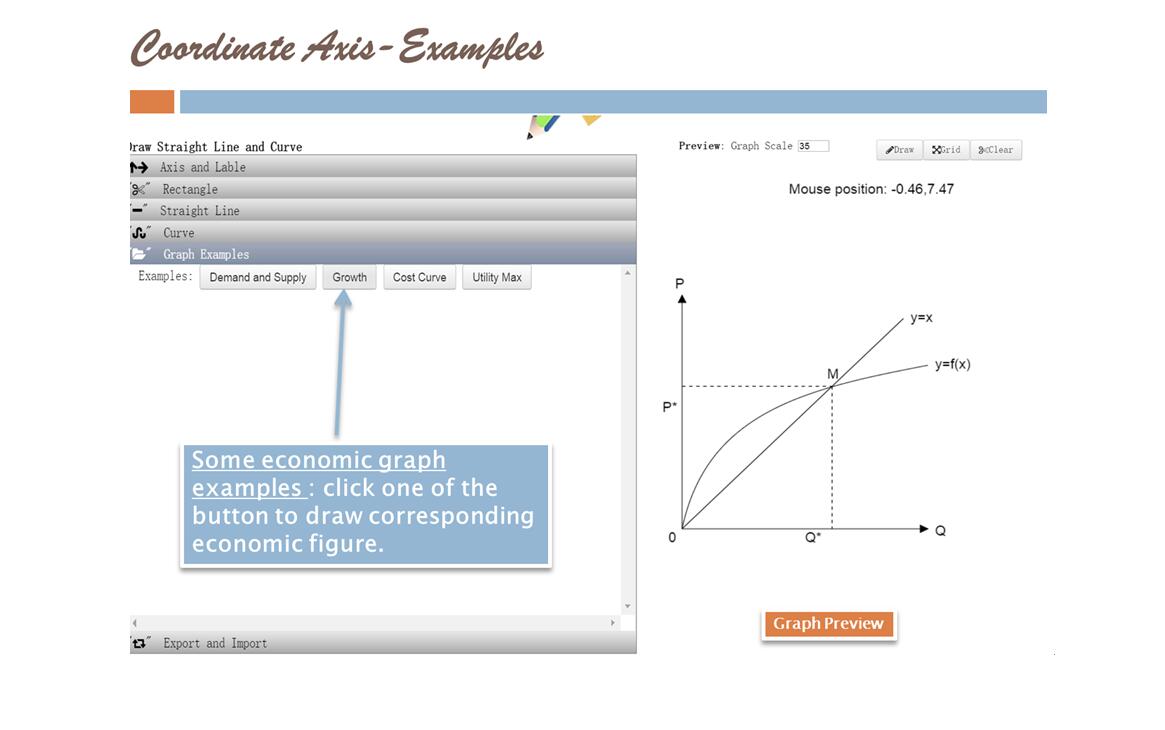 Coordinate Axis-Examples
Draw Straight Line and Curve
Axis and Lable
Rectangle
Straight Line
Curve
Graph Examples
Examples: Demand and Supply Growth Cost Curve Utility Max
Some economic graph
examples : click one of the
button to draw corresponding
economic figure.
Export and Import
Preview: Graph Scale 35 Draw Grid Clear
Mouse position: -0.46,7.47
P
y=x
y=f(x)
M
P*
0
Q*
Q
Graph Preview